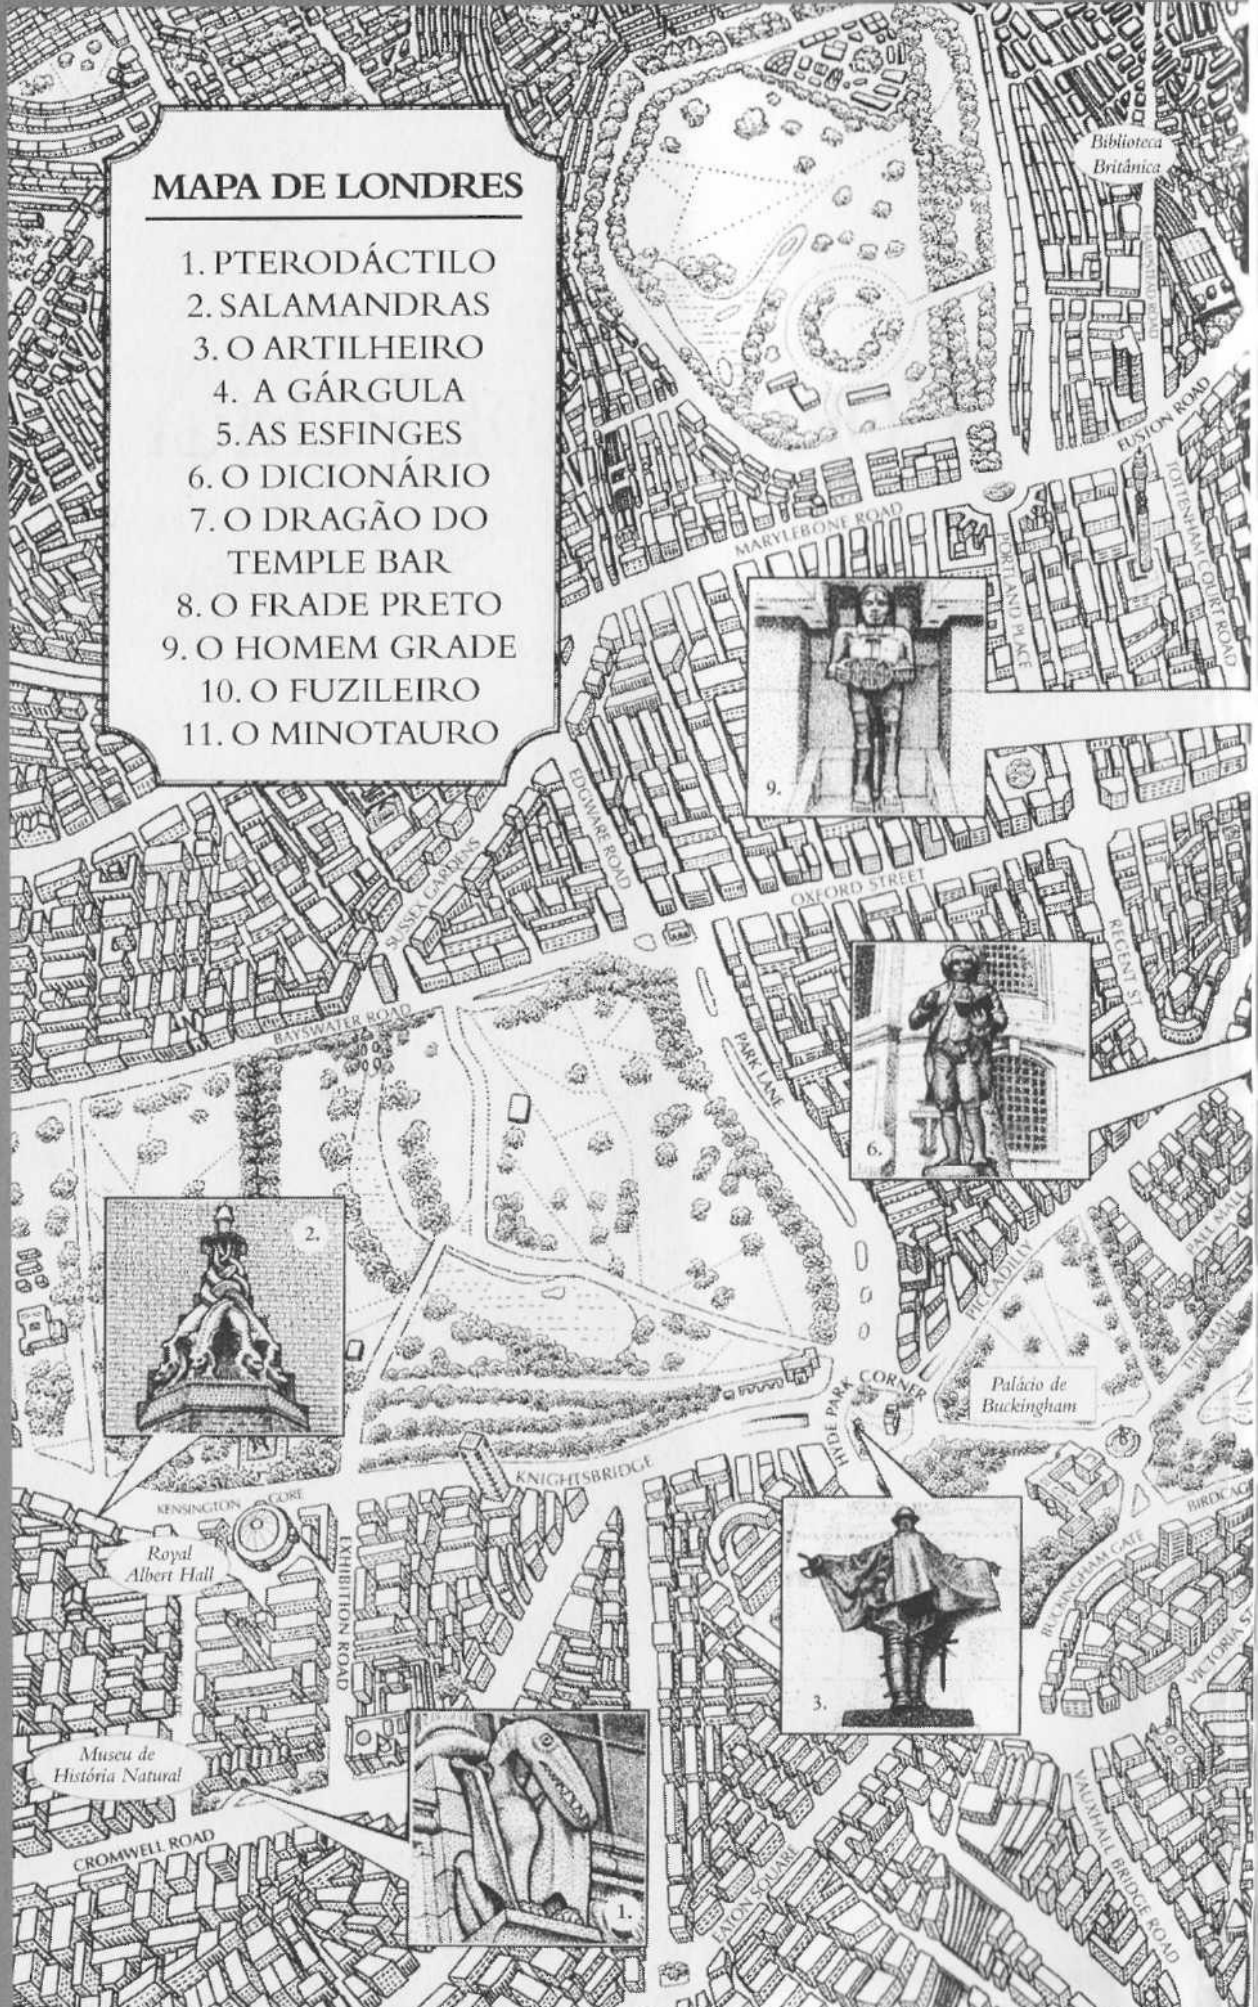 MAPA DE LONDRES
1. PTERODÁCTILO
2. SALAMANDRAS
3. O ARTILHEIRO
4. A GÁRGULA
5. AS ESFINGES
6. O DICIONÁRIO
7. O DRAGÃO DO
TEMPLE BAR
8. O FRADE PRETO
9. O HOMEM GRADE
10. O FUZILEIRO
11. O MINOTAURO
Biblioteca
Britânica
EUSTON ROAD
TOTTENHAM COURT ROAD
MARYLEBONE ROAD
PORTLAND PLACE
9.
EDGWARE ROAD
SUSSEX GARDENS
OXFORD STREET
REGENT ST
BAYSWATER ROAD
PARK LANE
6.
2.
PICCADILLY
PALL MALL
THE MALL
Palácio de
Buckingham
HYDE PARK CORNER
KNIGHTSBRIDGE
KENSINGTON GORE
BIRDCAG
Royal
Albert Hall
EXHIBITION ROAD
BUCKINGHAM GATE
VICTORIA S
3.
Museu de
História Natural
CROMWELL ROAD
1.
EATON SQUARE
VAUXHALL BRIDGE ROAD